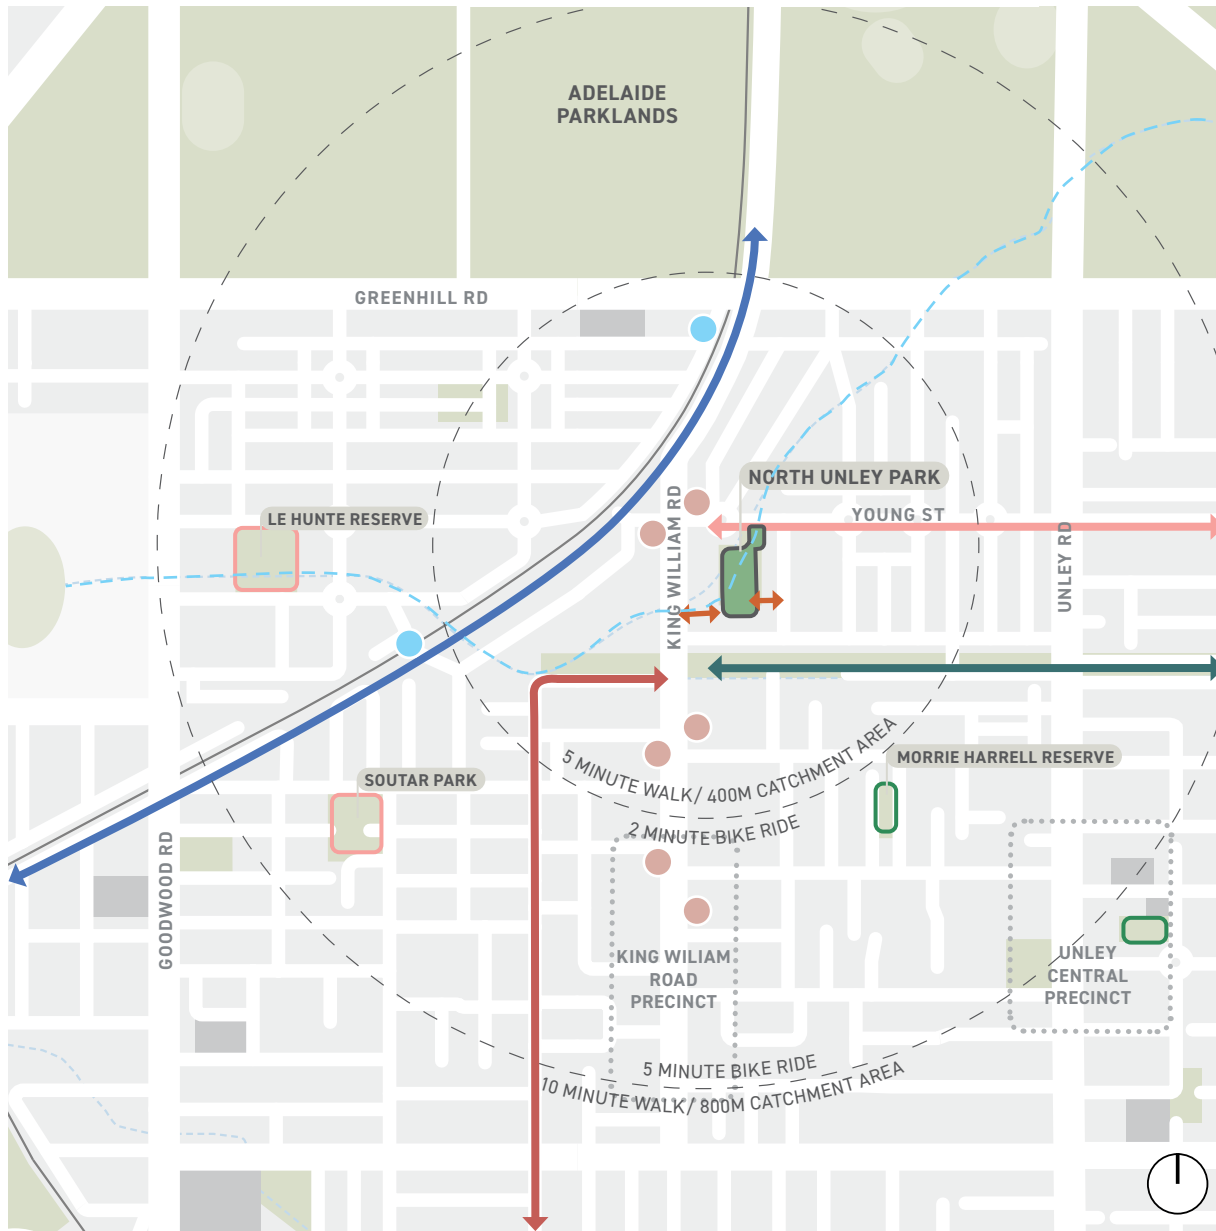 ADELAIDE
PARKLANDS
GREENHILL RD
NORTH UNLEY PARK
LE HUNTE RESERVE
YOUNG ST
KING WILLIAM RD
UNLEY RD
5 MINUTE WALK/ 400M CATCHMENT AREA
MORRIE HARRELL RESERVE
SOUTAR PARK
2 MINUTE BIKE RIDE
GOODWOOD RD
KING WILIAM
ROAD
PRECINCT
UNLEY
CENTRAL
PRECINCT
5 MINUTE BIKE RIDE
10 MINUTE WALK/ 800M CATCHMENT AREA